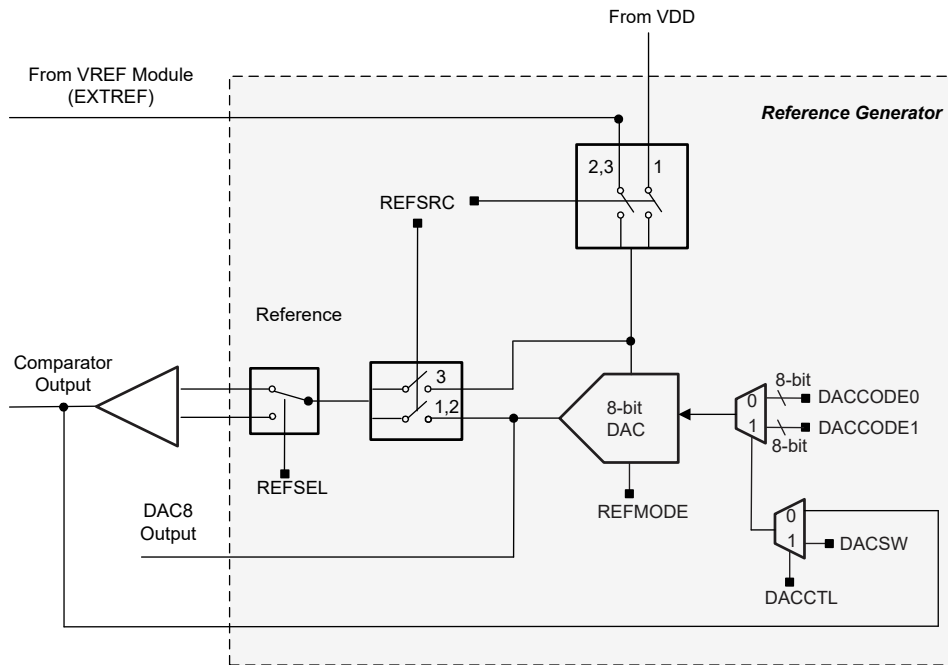 From VDD
From VREF Module
(EXTREF)
Reference Generator
2,3
1
REFSRC
Reference
Comparator
Output
3
1,2
8-bit
DAC
0
1
8-bit
DACCODE0
DACCODE1
8-bit
REFSEL
REFMODE
DAC8
Output
0
1
DACSW
DACCTL